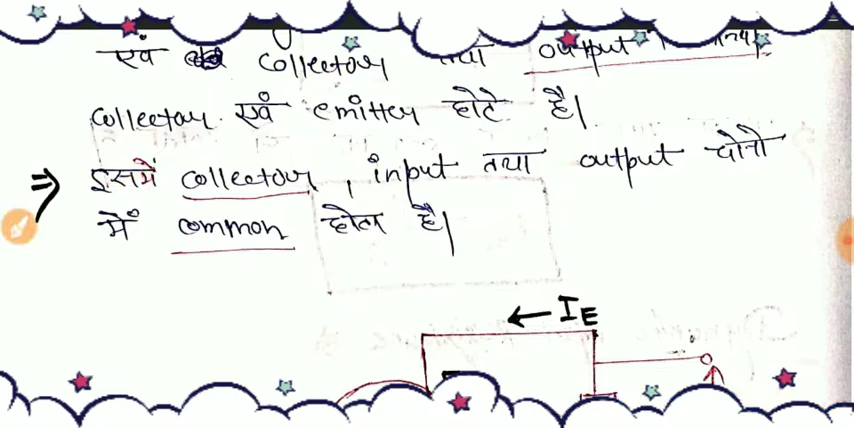 एवं collector तथा output
collector एवं emitter होते है।
⇒ इसमें collector, input तथा output दोनो
में common होता है।
← IE